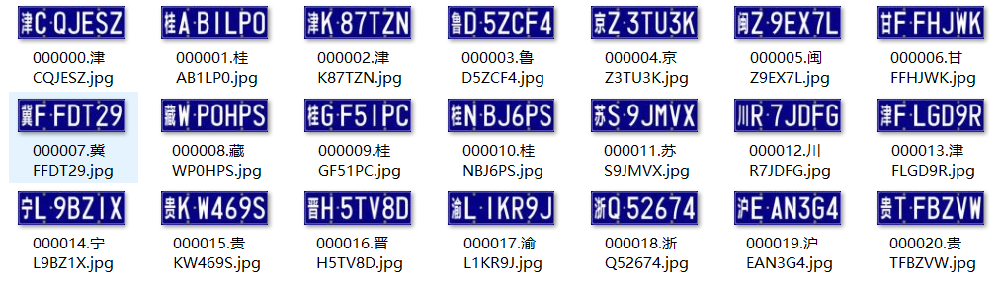 津C·QJESZ
桂A·B1LP0
津K·87TZN
鲁D·5ZCF4
京Z·3TU3K
闽Z·9EX7L
甘F·FHJWK
000000.津
CQJESZ.jpg
000001.桂
AB1LP0.jpg
000002.津
K87TZN.jpg
000003.鲁
D5ZCF4.jpg
000004.京
Z3TU3K.jpg
000005.闽
Z9EX7L.jpg
000006.甘
FFHJWK.jpg
冀F·FDT29
藏W·P0HPS
桂G·F51PC
桂N·BJ6PS
苏S·9JMVX
川R·7JDFG
津F·LGD9R
000007.冀
FFDT29.jpg
000008.藏
WP0HPS.jpg
000009.桂
GF51PC.jpg
000010.桂
NBJ6PS.jpg
000011.苏
S9JMVX.jpg
000012.川
R7JDFG.jpg
000013.津
FLGD9R.jpg
宁L·9BZ1X
贵K·W469S
晋H·5TV8D
渝L·1KR9J
浙Q·52674
沪E·AN3G4
贵T·FBZVW
000014.宁
L9BZ1X.jpg
000015.贵
KW469S.jpg
000016.晋
H5TV8D.jpg
000017.渝
L1KR9J.jpg
000018.浙
Q52674.jpg
000019.沪
EAN3G4.jpg
000020.贵
TFBZVW.jpg